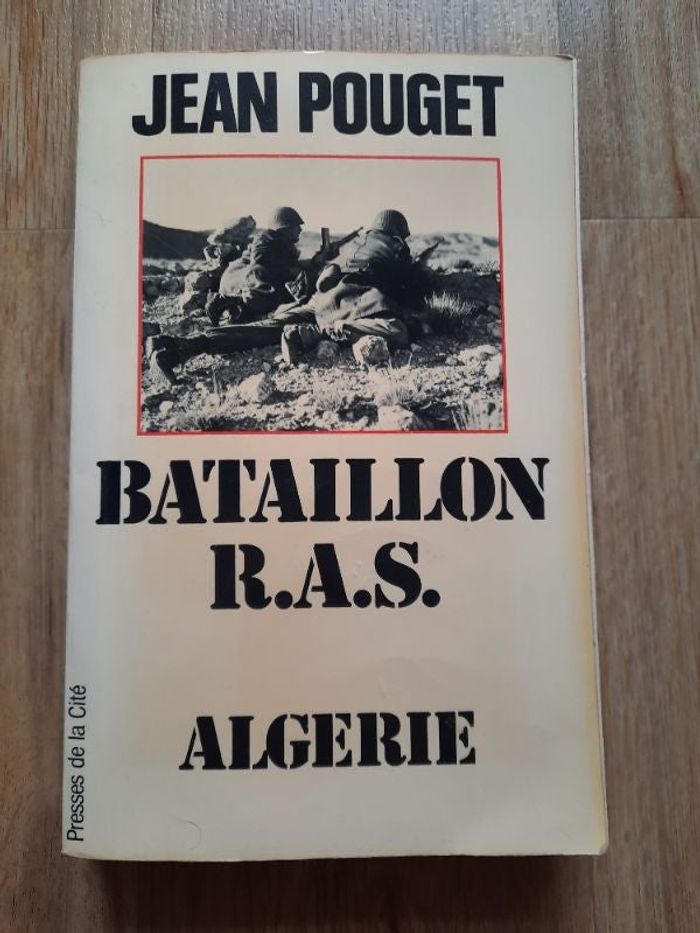 JEAN POUGET
BATAILLON
R.A.S.
ALGERIE
Presses de la Cité